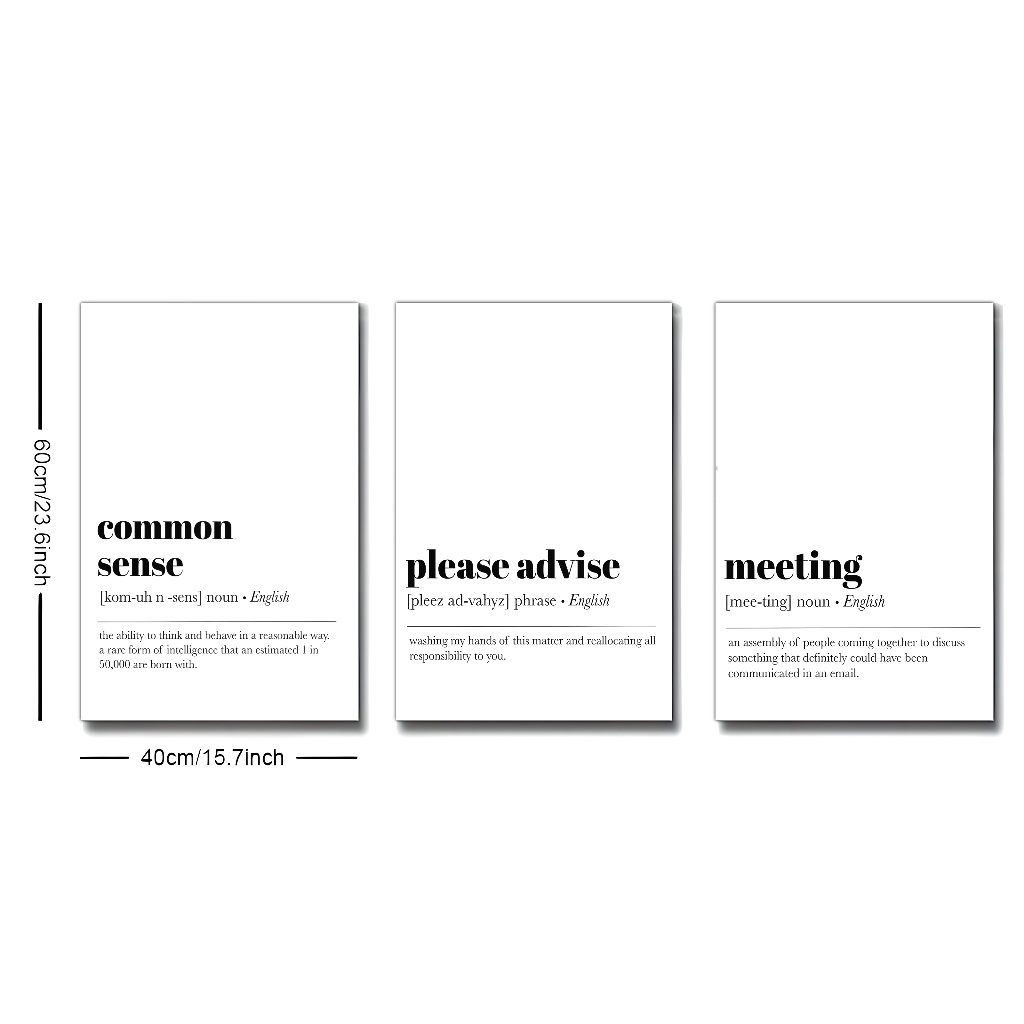 60cm/23.6inch
common
sense
[kom-uh n -sens] noun • English
the ability to think and behave in a reasonable way.
a rare form of intelligence that an estimated 1 in
50,000 are born with.
please advise
[pleez ad-vahyz] phrase • English
washing my hands of this matter and reallocating all
responsibility to you.
meeting
[mee-ting] noun • English
an assembly of people coming together to discuss
something that definitely could have been
communicated in an email.
40cm/15.7inch